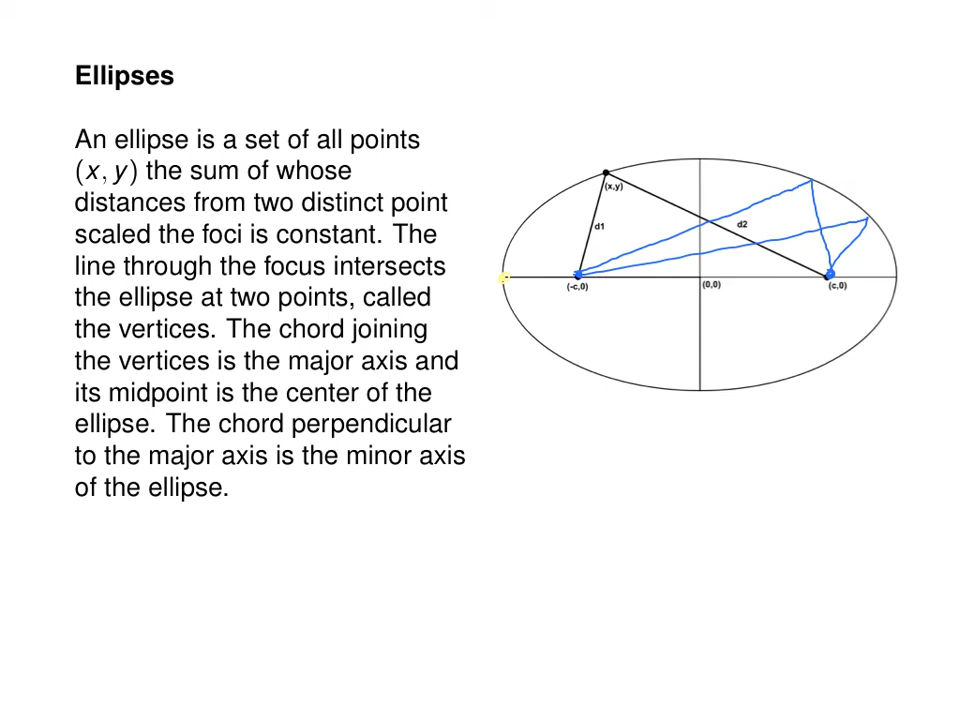 Ellipses
An ellipse is a set of all points
(x, y) the sum of whose
distances from two distinct point
scaled the foci is constant. The
line through the focus intersects
the ellipse at two points, called
the vertices. The chord joining
the vertices is the major axis and
its midpoint is the center of the
ellipse. The chord perpendicular
to the major axis is the minor axis
of the ellipse.
(x,y)
d1
d2
(-c,0)
(0,0)
(c,0)